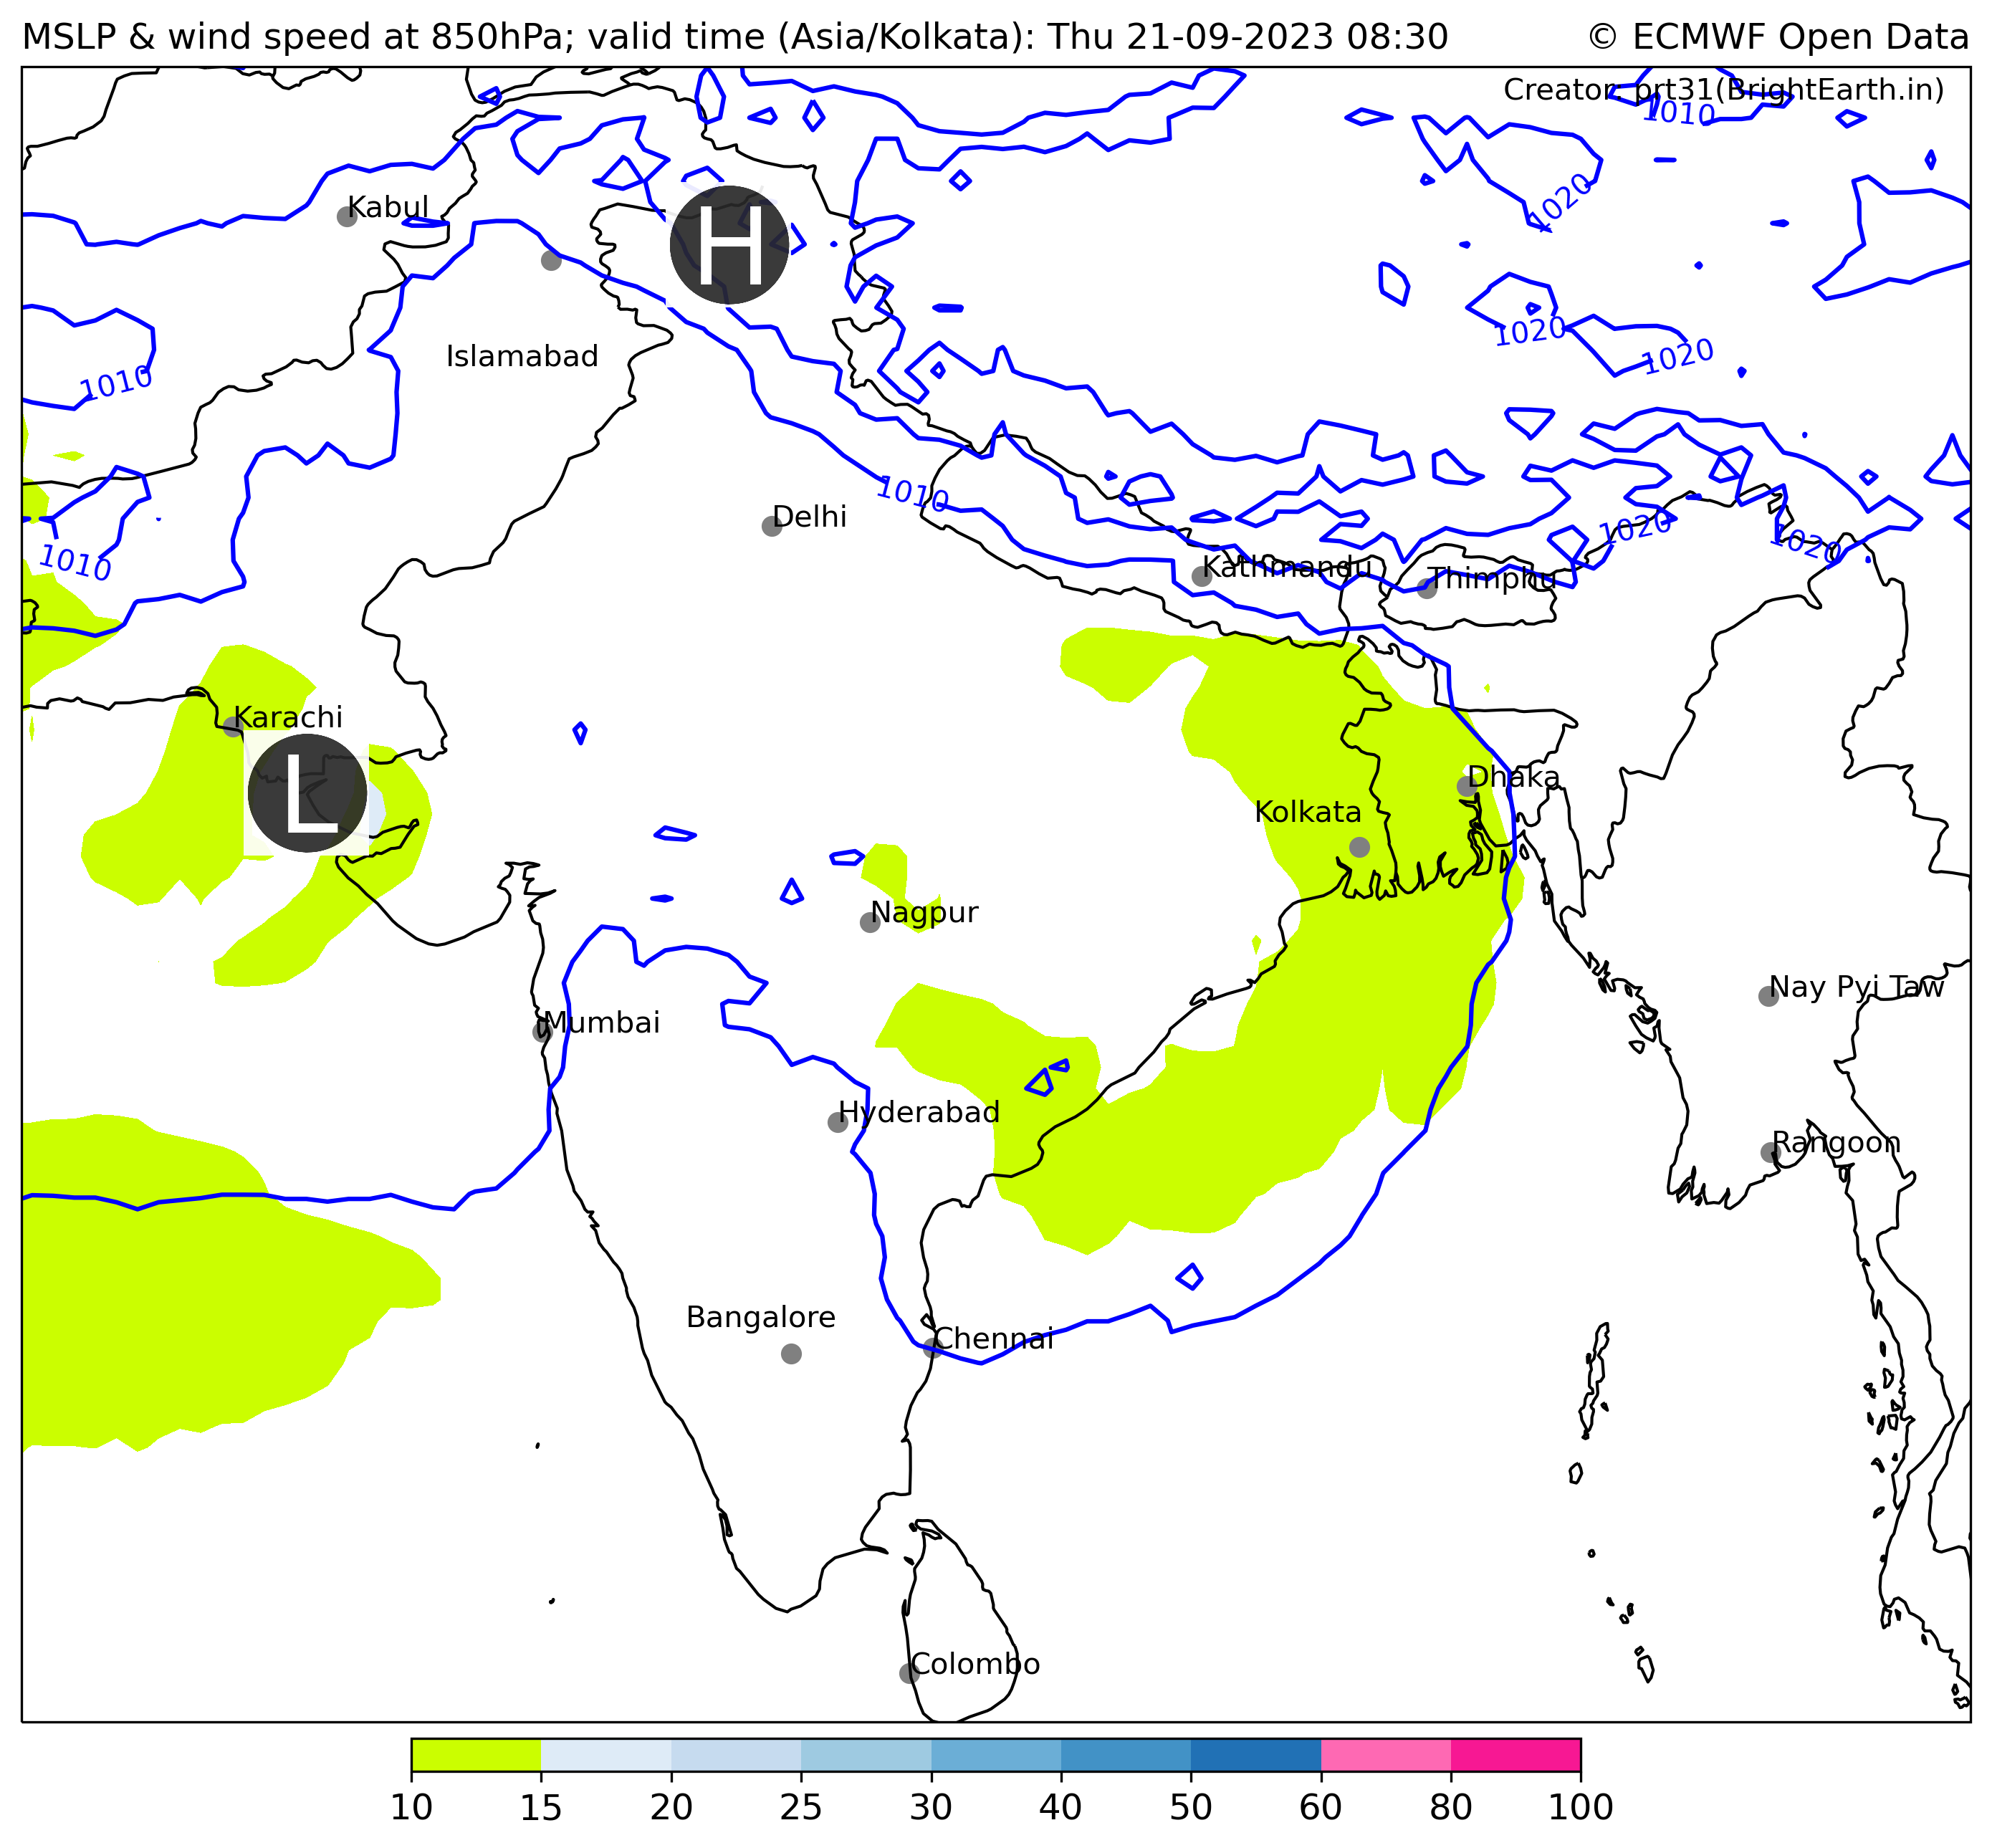 MSLP & wind speed at 850hPa; valid time (Asia/Kolkata): Thu 21-09-2023 08:30
© ECMWF Open Data
Creator: prt31(BrightEarth.in)
1010
1020
Kabul
H
Islamabad
1020
1020
1010
1010
Delhi
1020
1020
1010
Kathmandu
Thimphu
Karachi
L
Dhaka
Kolkata
Nagpur
Nay Pyi Taw
Mumbai
Hyderabad
Rangoon
Bangalore
Chennai
Colombo
10 15 20 25 30 40 50 60 80 100